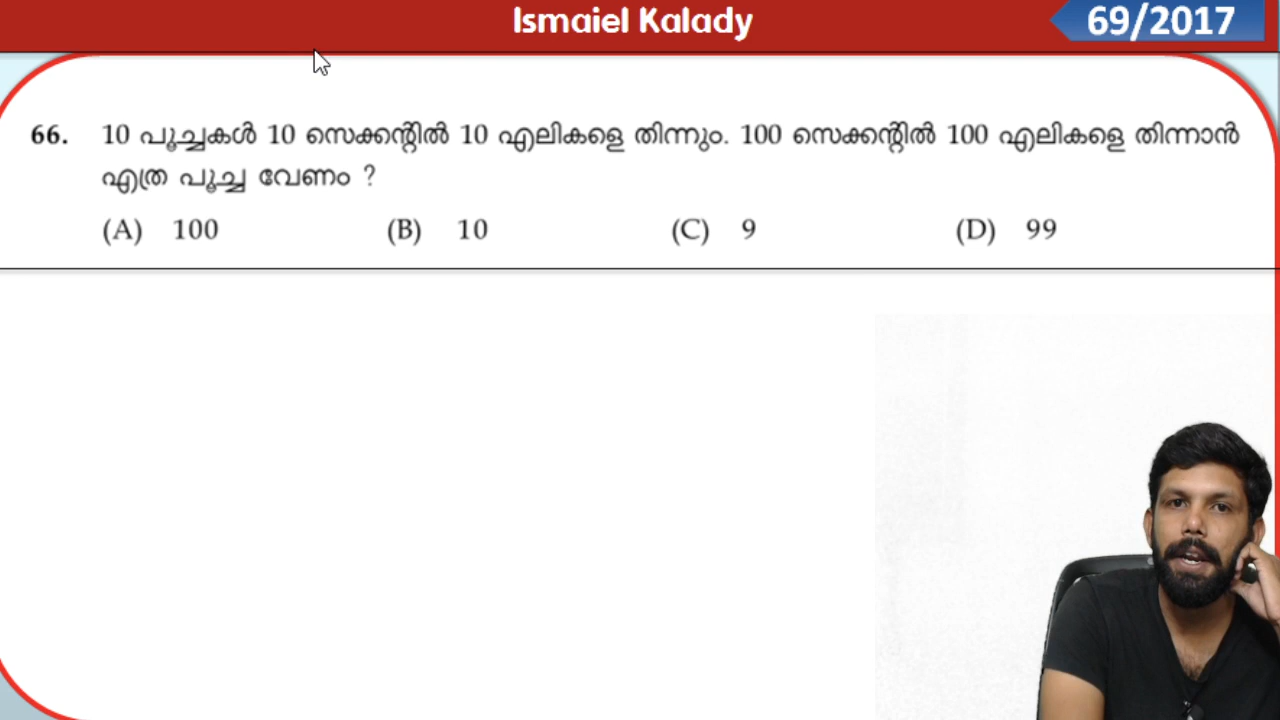 Ismaiel Kalady
69/2017
66. 10 പൂച്ചകൾ 10 സെക്കന്റിൽ 10 എലികളെ തിന്നും. 100 സെക്കന്റിൽ 100 എലികളെ തിന്നാൻ
എത്ര പൂച്ച വേണം ?
(A) 100 (B) 10 (C) 9 (D) 99